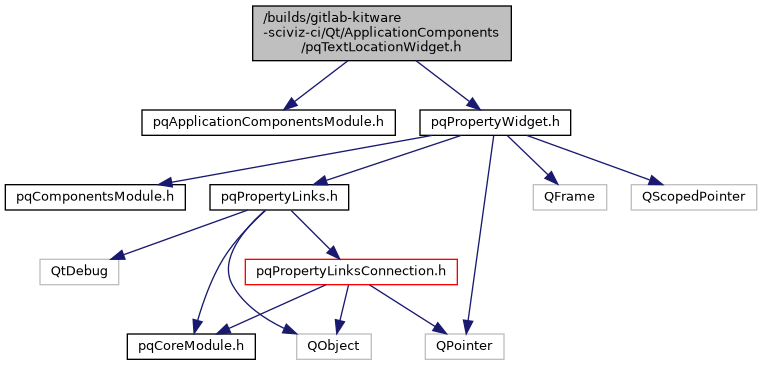 /builds/gitlab-kitware
-sciviz-ci/Qt/ApplicationComponents
/pqTextLocationWidget.h
pqApplicationComponentsModule.h
pqPropertyWidget.h
pqComponentsModule.h
pqPropertyLinks.h
QFrame
QScopedPointer
QtDebug
pqPropertyLinksConnection.h
pqCoreModule.h
QObject
QPointer